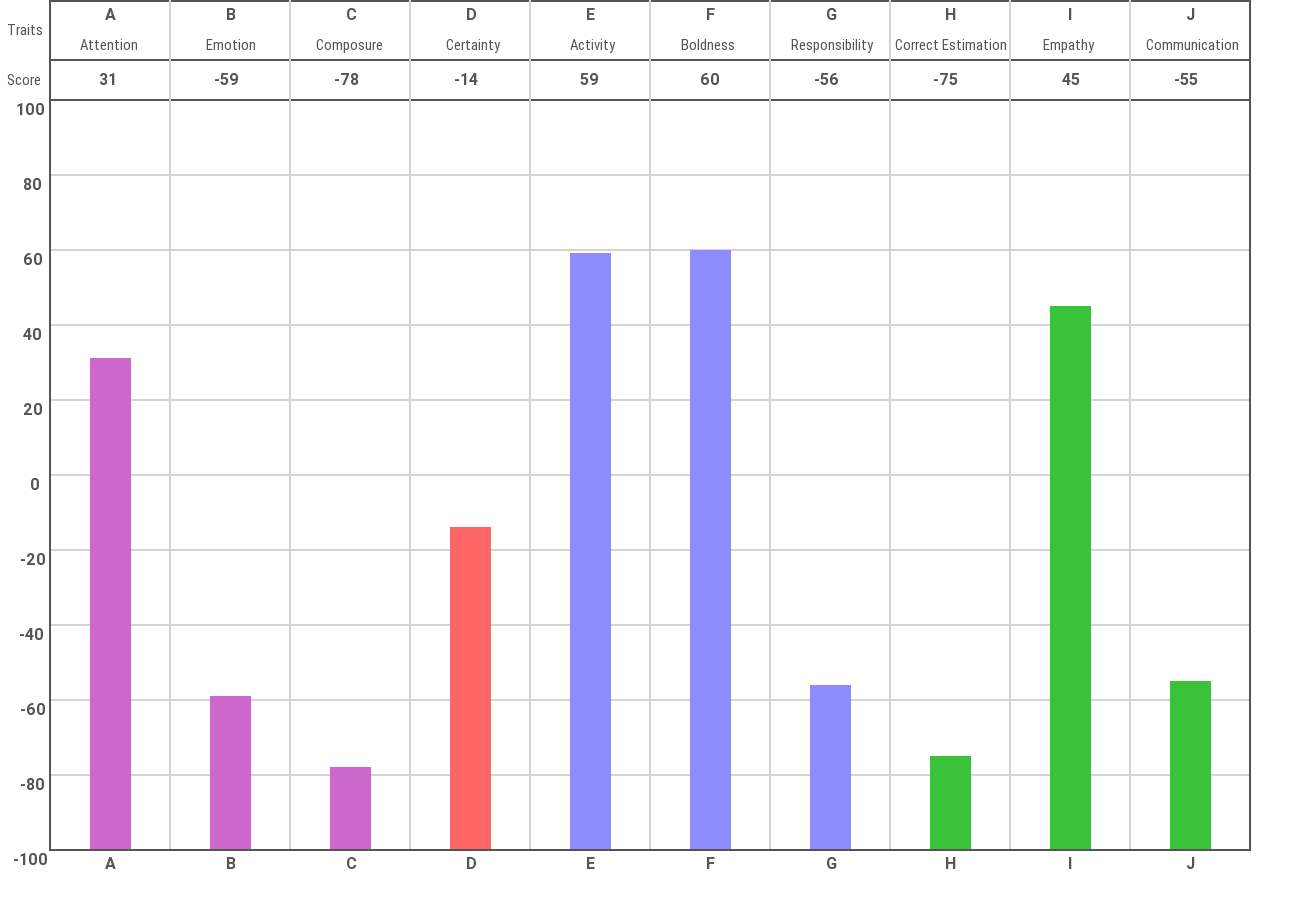 A B C D E F G H I J
Traits
Attention Emotion Composure Certainty Activity Boldness Responsibility Correct Estimation Empathy Communication
Score 31 -59 -78 -14 59 60 -56 -75 45 -55
100
80
60
40
20
0
-20
-40
-60
-80
-100
A B C D E F G H I J